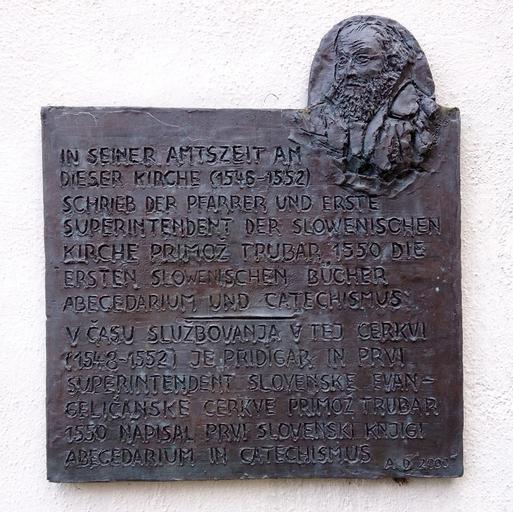 IN SEINER AMTSZEIT AN
DIESER KIRCHE (1548-1552)
SCHRIEB DER PFARRER UND ERSTE
SUPERINTENDENT DER SLOWENISCHEN
KIRCHE PRIMOŽ TRUBAR 1550 DIE
ERSTEN SLOWENISCHEN BÜCHER
ABECEDARIUM UND CATECHISMUS
V ČASU SLUŽBOVANJA V TEJ CERKVI
(1548-1552) JE PRIDIGAR IN PRVI
SUPERINTENDENT SLOVENSKE EVAN-
GELIČANSKE CERKVE PRIMOŽ TRUBAR
1550 NAPISAL PRVI SLOVENSKI KNJIGI
ABECEDARIUM IN CATECHISMUS
A.D.